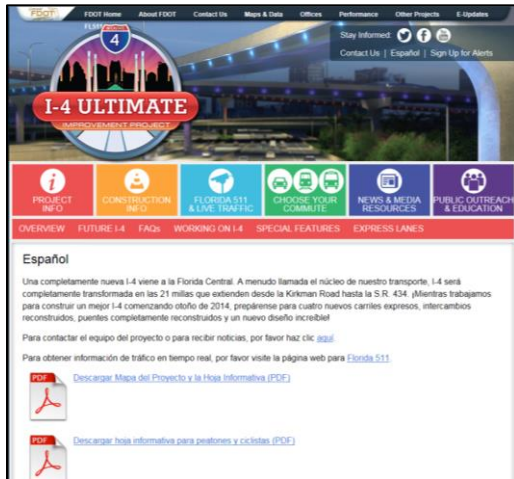 FDOT
FDOT Home About FDOT Contact Us Maps & Data Offices Performance Other Projects E-Updates
Stay Informed:
Contact Us | Español | Sign Up for Alerts
4
I-4 ULTIMATE
IMPROVEMENT PROJECT
PROJECT INFO
CONSTRUCTION INFO
FLORIDA 511 & LIVE TRAFFIC
CHOOSE YOUR COMMUTE
NEWS & MEDIA RESOURCES
PUBLIC OUTREACH & EDUCATION
OVERVIEW FUTURE I-4 FAQs WORKING ON I-4 SPECIAL FEATURES EXPRESS LANES
Español
Una completamente nueva I-4 viene a la Florida Central. A menudo llamada el núcleo de nuestro transporte, I-4 será
completamente transformada en las 21 millas que extienden desde la Kirkman Road hasta la S.R. 434. ¡Mientras trabajamos
para construir un mejor I-4 comenzando otoño de 2014, prepárense para cuatro nuevos carriles expresos, intercambios
reconstruidos, puentes completamente reconstruidos y un nuevo diseño increíble!
Para contactar el equipo del proyecto o para recibir noticias, por favor haz clic aquí.
Para obtener información de tráfico en tiempo real, por favor visite la página web para Florida 511.
PDF
Descargar Mapa del Proyecto y la Hoja Informativa (PDF)
PDF
Descargar hoja informativa para peatones y ciclistas (PDF)